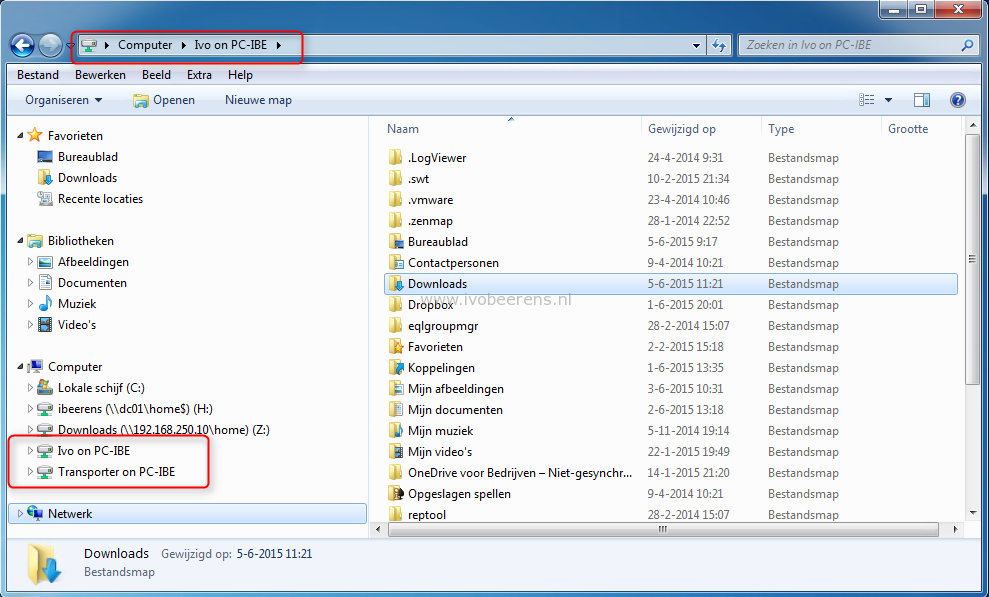 Computer Ivo on PC-IBE
Zoeken in Ivo on PC-IBE
Bestand Bewerken Beeld Extra Help
Organiseren Openen Nieuwe map
Favorieten
Bureaublad
Downloads
Recente locaties
Bibliotheken
Afbeeldingen
Documenten
Muziek
Video's
Computer
Lokale schijf (C:)
ibeerens (\\dc01\home$) (H:)
Downloads (\\192.168.250.10\home) (Z:)
Ivo on PC-IBE
Transporter on PC-IBE
Netwerk
Naam Gewijzigd op Type Grootte
.LogViewer 24-4-2014 9:31 Bestandsmap
.swt 10-2-2015 21:34 Bestandsmap
.vmware 23-4-2014 10:46 Bestandsmap
.zenmap 28-1-2014 22:52 Bestandsmap
Bureaublad 5-6-2015 9:17 Bestandsmap
Contactpersonen 9-4-2014 10:21 Bestandsmap
Downloads 5-6-2015 11:21 Bestandsmap
www.ivobeerens.nl
Dropbox 1-6-2015 20:01 Bestandsmap
eqlgroupmgr 28-2-2014 15:07 Bestandsmap
Favorieten 2-2-2015 15:18 Bestandsmap
Koppelingen 1-6-2015 13:35 Bestandsmap
Mijn afbeeldingen 3-6-2015 10:31 Bestandsmap
Mijn documenten 2-6-2015 13:18 Bestandsmap
Mijn muziek 5-11-2014 19:14 Bestandsmap
Mijn video's 22-1-2015 19:49 Bestandsmap
OneDrive voor Bedrijven – Niet-gesynchr... 14-1-2015 21:20 Bestandsmap
Opgeslagen spellen 9-4-2014 10:21 Bestandsmap
reptool 28-2-2014 15:07 Bestandsmap
Downloads Gewijzigd op: 5-6-2015 11:21
Bestandsmap